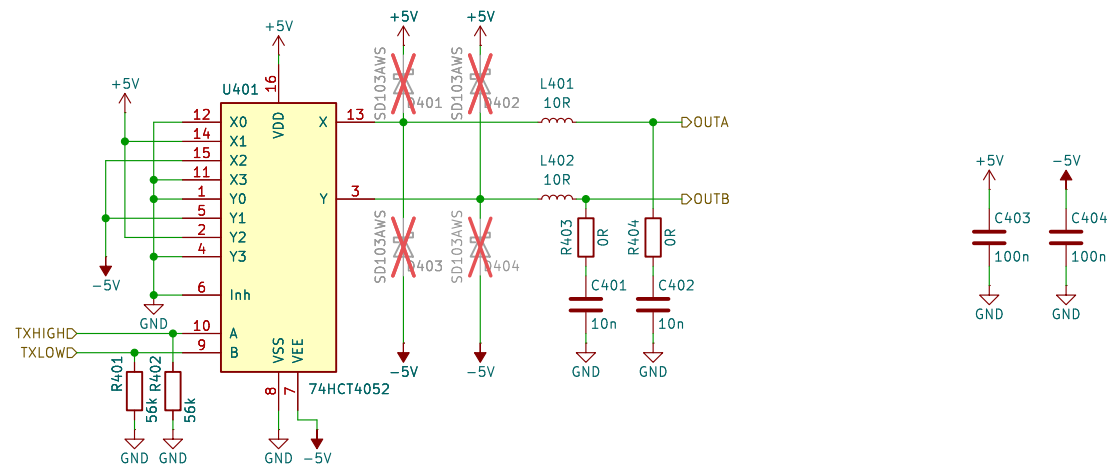 +5V
+5V
+5V
+5V
U401
16
VDD
SD103AWS
D401
SD103AWS
D402
L401
10R
12
X0
X
13
OUTA
14
X1
15
X2
11
X3
1
Y0
Y
3
L402
10R
OUTB
5
Y1
2
Y2
4
Y3
6
Inh
10
A
9
B
VSS
VEE
8
7
74HCT4052
-5V
GND
TXHIGH
TXLOW
R401
56k
R402
56k
GND
GND
GND
-5V
SD103AWS
D403
SD103AWS
D404
-5V
-5V
R403
0R
R404
0R
C401
10n
C402
10n
GND
GND
+5V
-5V
C403
100n
C404
100n
GND
GND